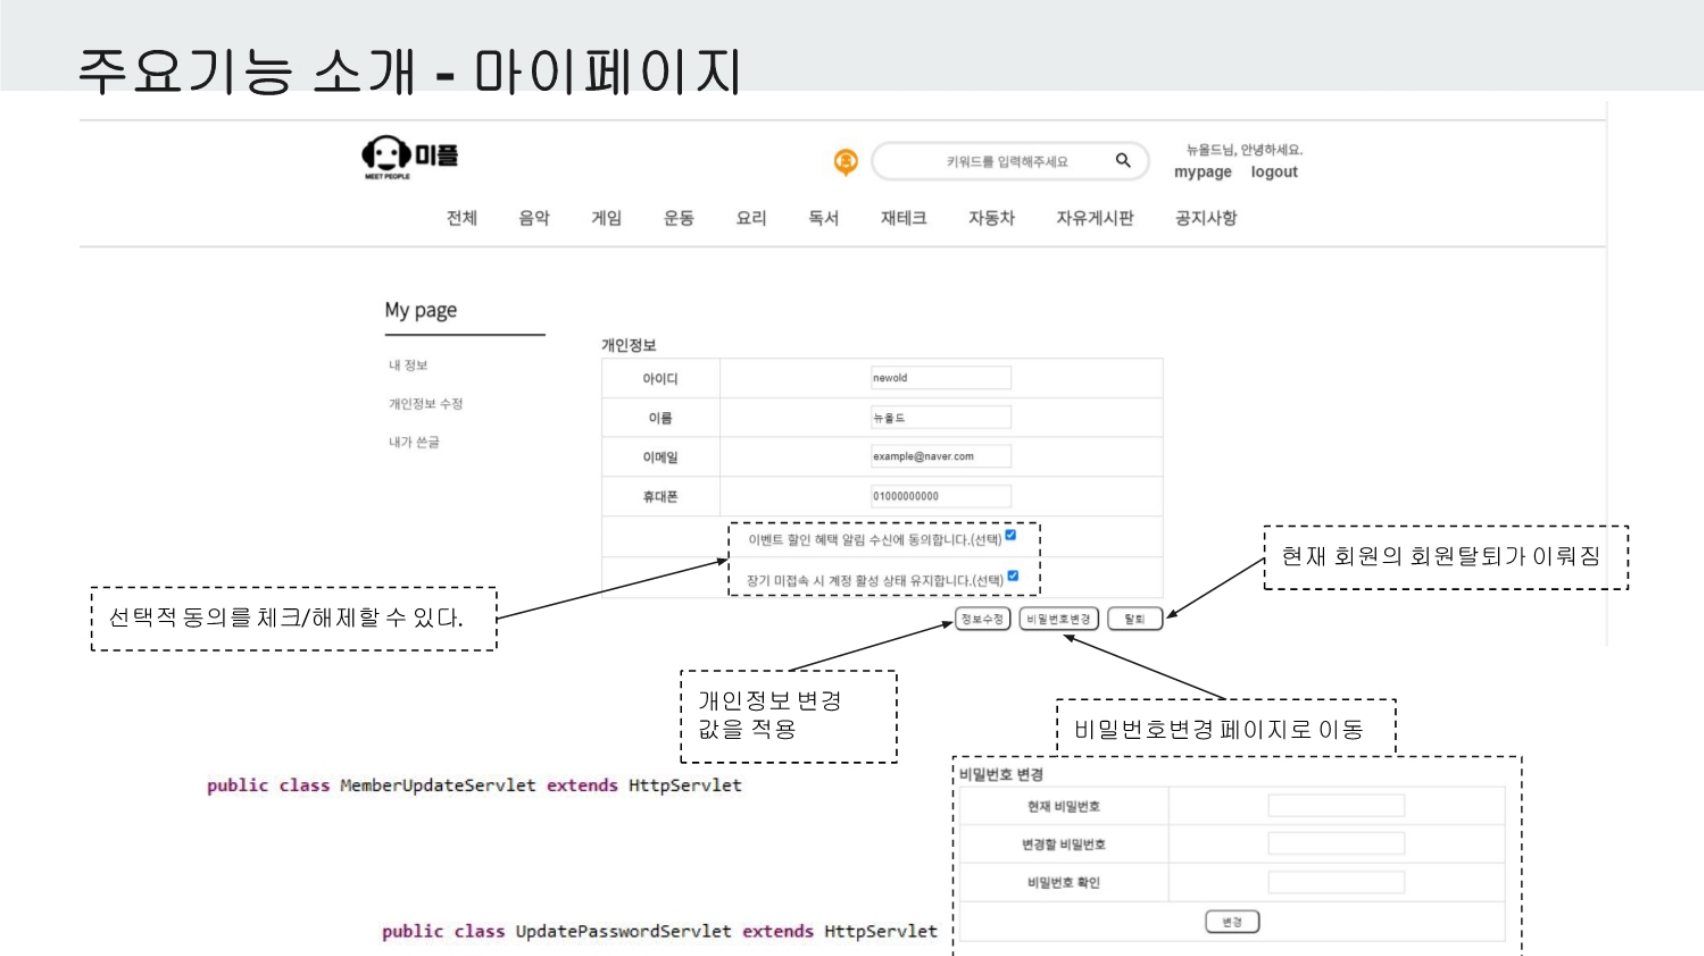 주요기능 소개 - 마이페이지
미플
MEET PEOPLE
키워드를 입력해주세요
뉴올드님, 안녕하세요.
mypage logout
전체 음악 게임 운동 요리 독서 재테크 자동차 자유게시판 공지사항
My page
내 정보
개인정보 수정
내가 쓴글
개인정보
아이디 newold
이름 뉴올드
이메일 example@naver.com
휴대폰 01000000000
이벤트 할인 혜택 알림 수신에 동의합니다.(선택)
장기 미접속 시 계정 활성 상태 유지합니다.(선택)
정보수정 비밀번호변경 탈퇴
현재 회원의 회원탈퇴가 이뤄짐
선택적 동의를 체크/해제할 수 있다.
개인정보 변경
값을 적용
비밀번호변경 페이지로 이동
public class MemberUpdateServlet extends HttpServlet
비밀번호 변경
현재 비밀번호
변경할 비밀번호
비밀번호 확인
변경
public class UpdatePasswordServlet extends HttpServlet